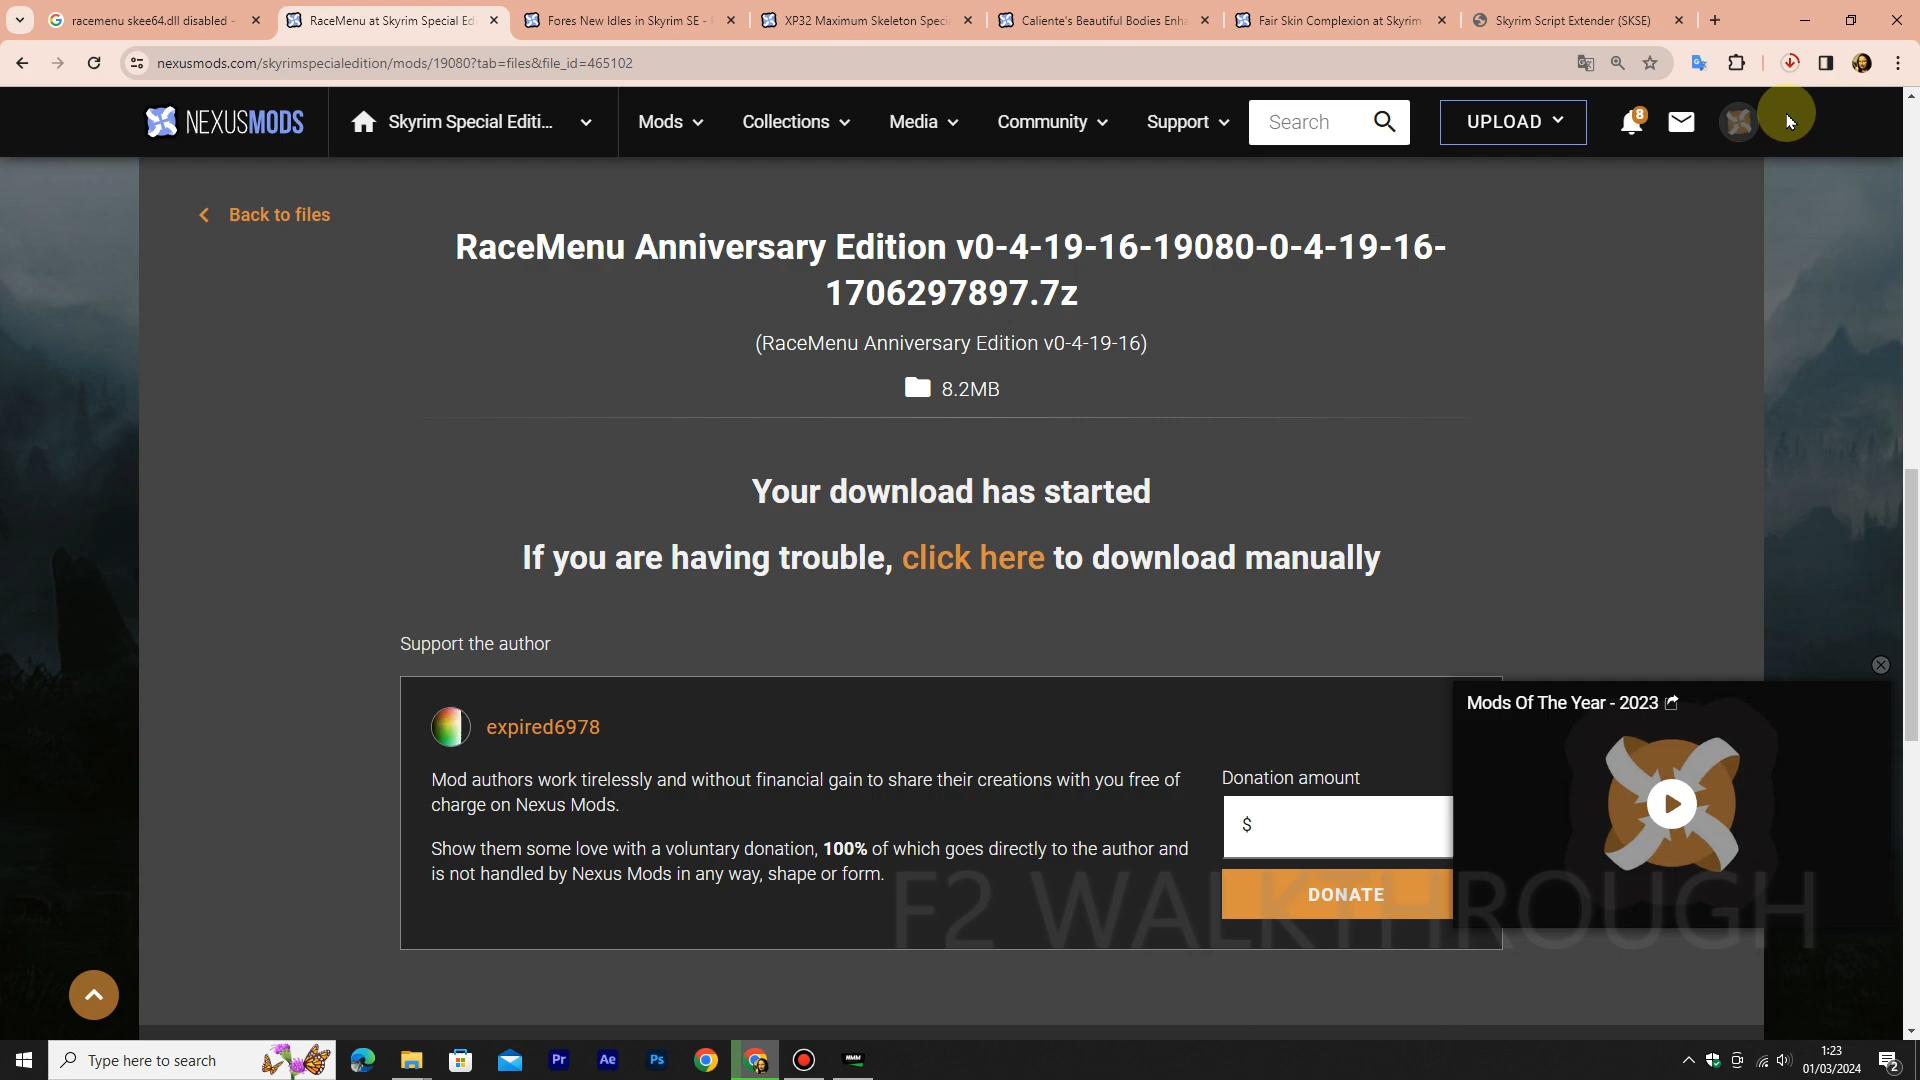 racemenu skee64.dll disabled -
RaceMenu at Skyrim Special Edi
Fores New Idles in Skyrim SE -
XP32 Maximum Skeleton Speci
Caliente's Beautiful Bodies Enha
Fair Skin Complexion at Skyrim
Skyrim Script Extender (SKSE)
nexusmods.com/skyrimspecialedition/mods/19080?tab=files&file_id=465102
NEXUSMODS
Skyrim Special Editi...
Mods
Collections
Media
Community
Support
Search
UPLOAD
8
Back to files
RaceMenu Anniversary Edition v0-4-19-16-19080-0-4-19-16-
1706297897.7z
(RaceMenu Anniversary Edition v0-4-19-16)
8.2MB
Your download has started
If you are having trouble, click here to download manually
Support the author
expired6978
Mod authors work tirelessly and without financial gain to share their creations with you free of
charge on Nexus Mods.
Show them some love with a voluntary donation, 100% of which goes directly to the author and
is not handled by Nexus Mods in any way, shape or form.
Donation amount
$
DONATE
Mods Of The Year - 2023
F2 WALKTHROUGH
Type here to search
Pr
Ae
Ps
NMM
1:23
01/03/2024
2